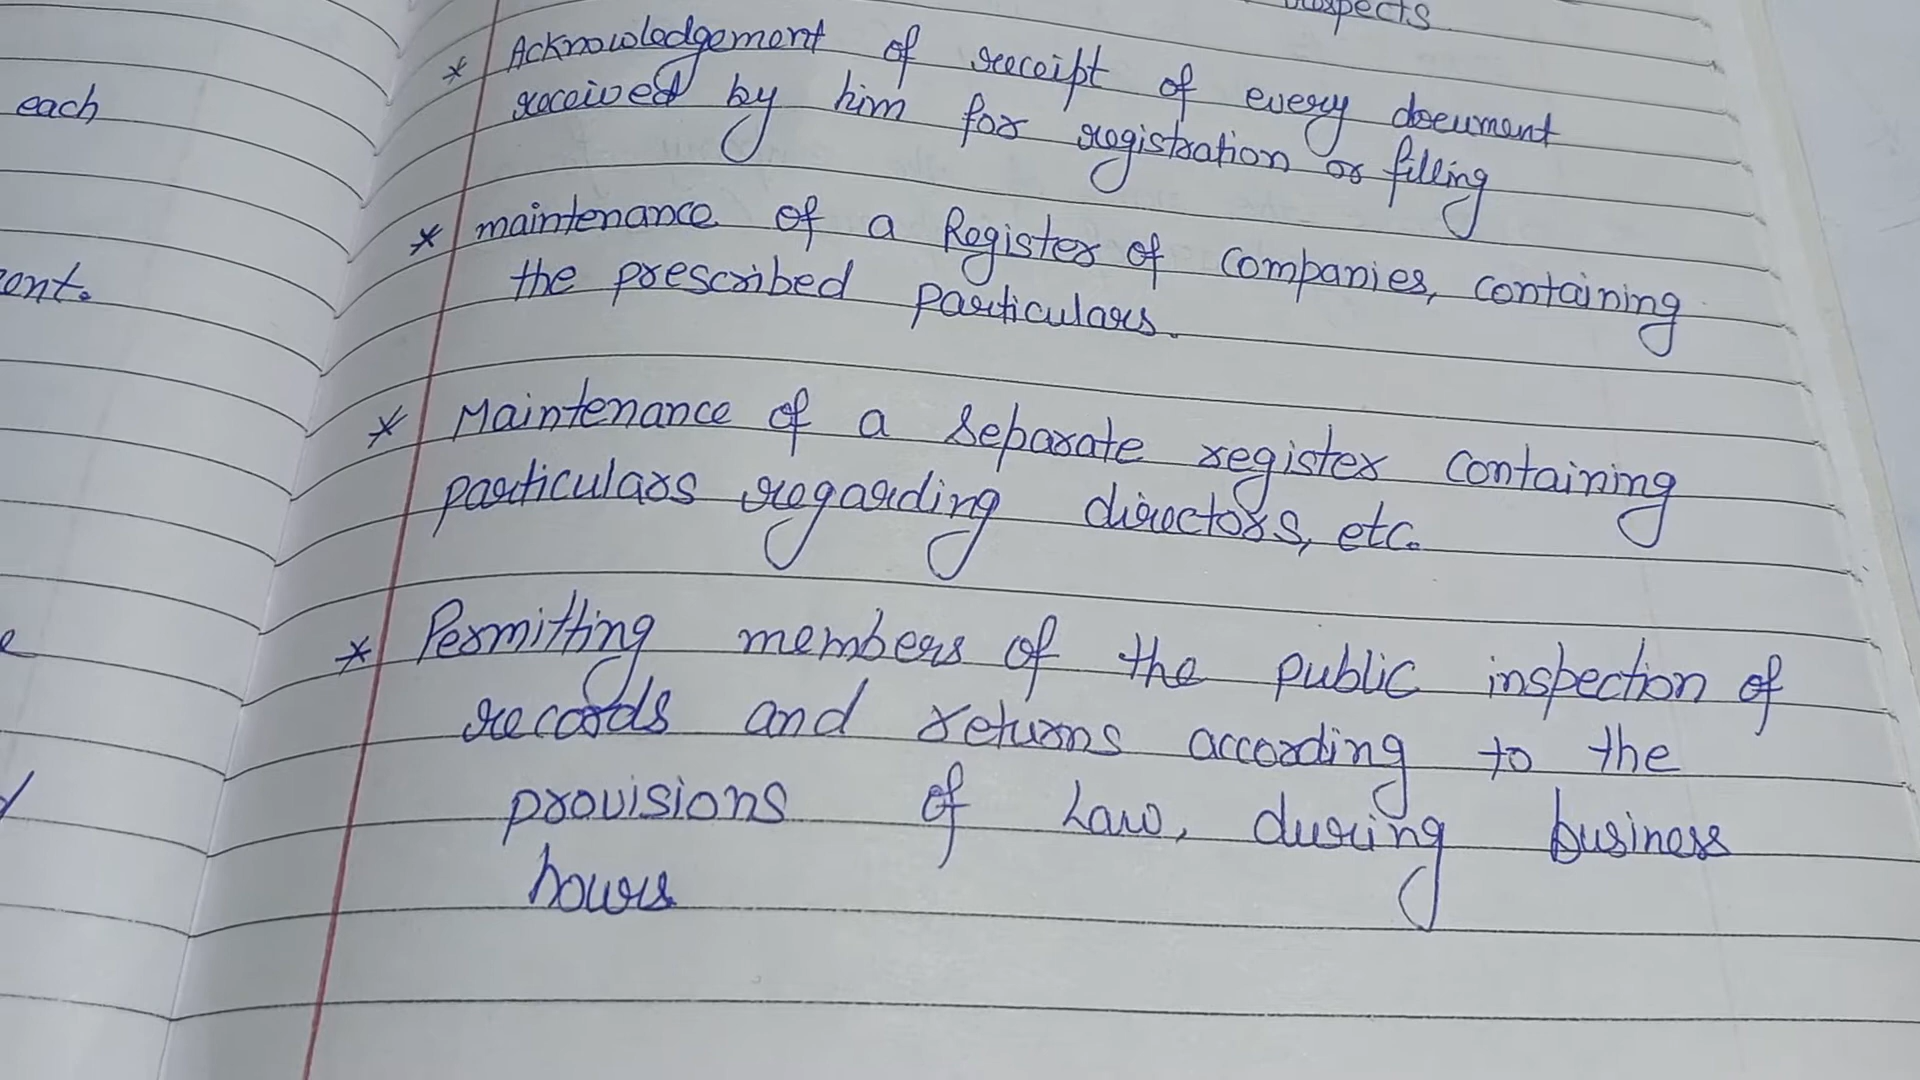 * Acknowledgement of receipt of every document
received by him for registration or filling
* maintenance of a Register of companies, containing
the prescribed particulars.
* Maintenance of a separate register containing
particulars regarding directors, etc.
* Permitting members of the public inspection of
records and returns according to the
provisions of Law, during business
hours
each